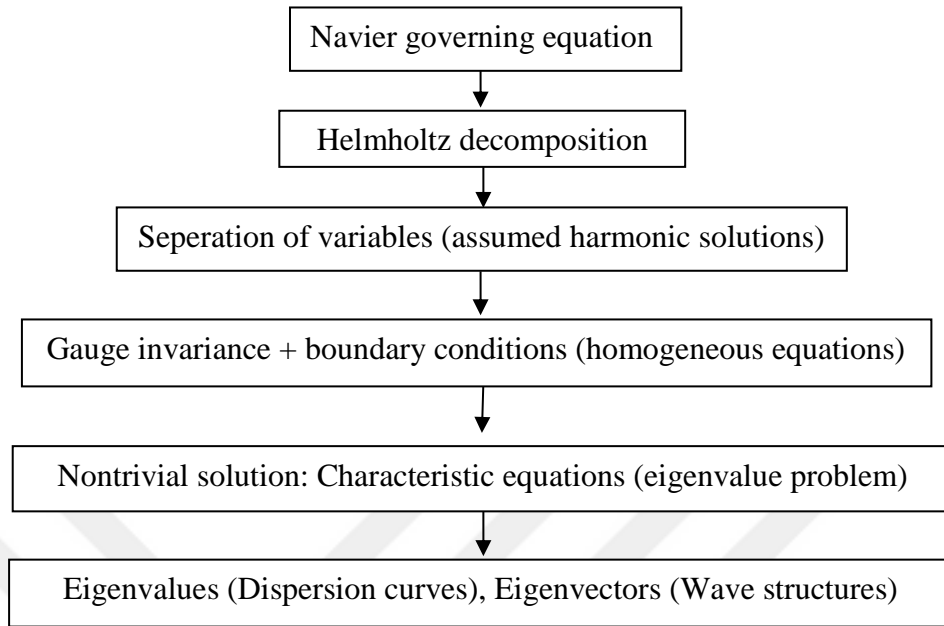 Navier governing equation
Helmholtz decomposition
Seperation of variables (assumed harmonic solutions)
Gauge invariance + boundary conditions (homogeneous equations)
Nontrivial solution: Characteristic equations (eigenvalue problem)
Eigenvalues (Dispersion curves), Eigenvectors (Wave structures)